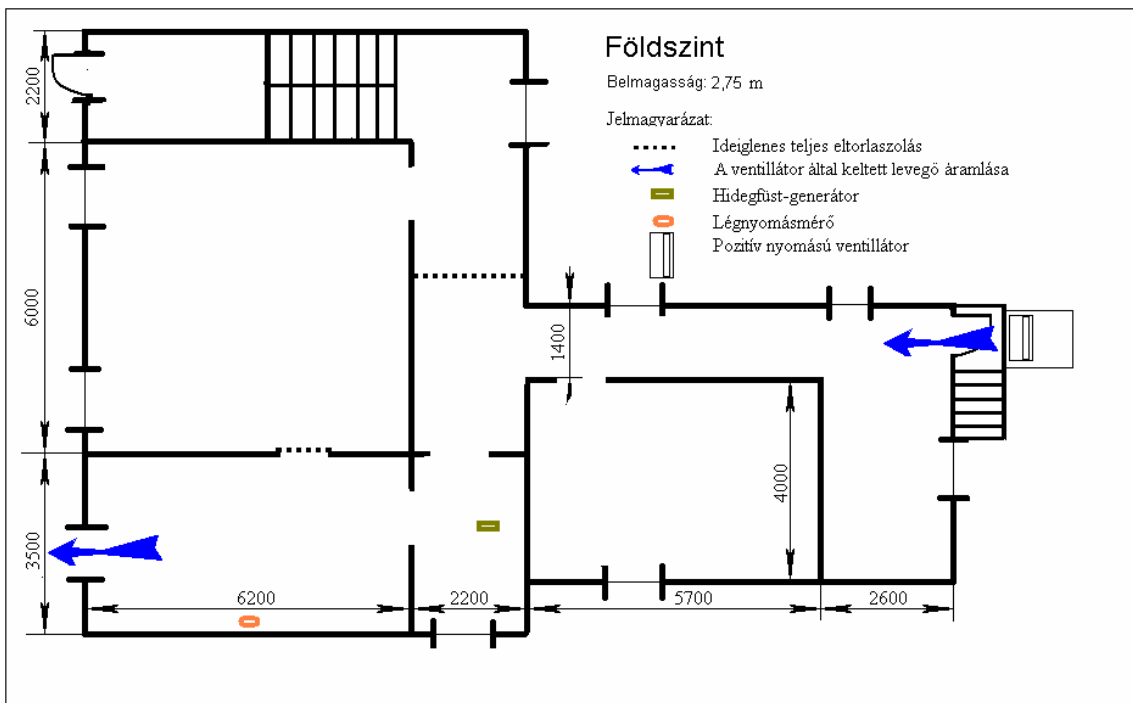 Földszint
Belmagasság: 2,75 m
Jelmagyarázat:
Ideiglenes teljes eltorlaszolás
A ventillátor által keltett levegő áramlása
Hidegfüst-generátor
Légnyomásmérő
Pozitív nyomású ventillátor
2200
6000
3500
1400
4000
6200
2200
5700
2600